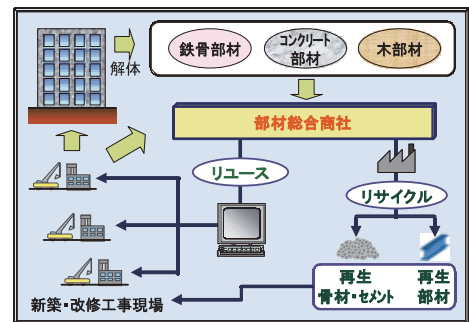 鉄骨部材
コンクリート
部材
木部材
解体
部材総合商社
リユース
リサイクル
再生
骨材・セメント
再生
部材
新築・改修工事現場